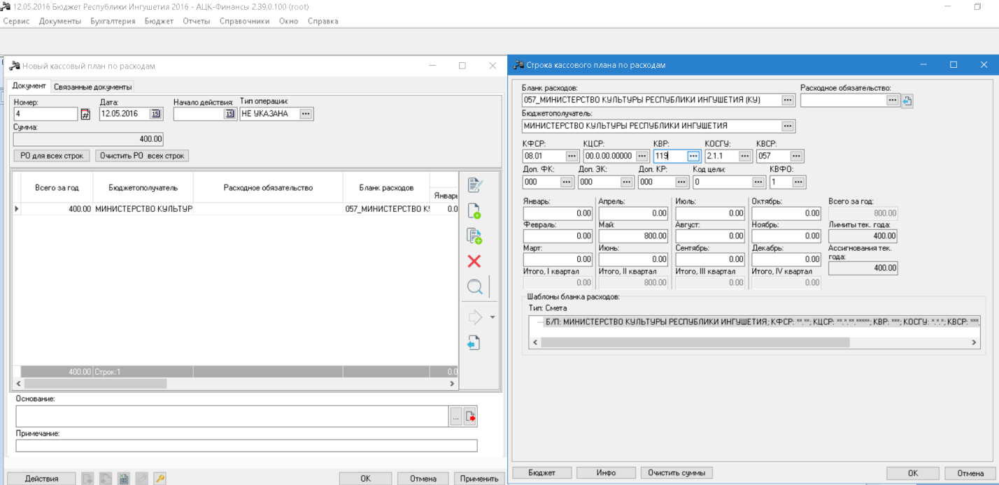 12.05.2016 Бюджет Республики Ингушетия 2016 - АЦК-Финансы 2.39.0.100 (root)
Сервис Документы Бухгалтерия Бюджет Отчеты Справочники Окно Справка
Новый кассовый план по расходам
Документ Связанные документы
Номер: Дата: Начало действия: Тип операции:
4 12.05.2016 15 15 НЕ УКАЗАНА ...
Сумма:
400.00
РО для всех строк Очистить РО всех строк
Всего за год Бюджетополучатель Расходное обязательство Бланк расходов Январь
400.00 МИНИСТЕРСТВО КУЛЬТУР 057_МИНИСТЕРСТВО К 0.0
400.00 Строк:1 0.0
Основание:
...
Примечание:
Действия ОК Отмена Применить
Строка кассового плана по расходам
Бланк расходов: Расходное обязательство:
057_МИНИСТЕРСТВО КУЛЬТУРЫ РЕСПУБЛИКИ ИНГУШЕТИЯ (КУ) ... ...
Бюджетополучатель:
МИНИСТЕРСТВО КУЛЬТУРЫ РЕСПУБЛИКИ ИНГУШЕТИЯ ...
КФСР: КЦСР: КВР: КОСГУ: КВСР:
08.01 ... 00.0.00.00000 ... 119 ... 2.1.1 ... 057 ...
Доп. ФК: Доп. ЭК: Доп. КР: Код цели: КВФО:
000 ... 000 ... 000 ... 0 ... 1 ...
Январь: Апрель: Июль: Октябрь: Всего за год:
0.00 0.00 0.00 0.00 800.00
Февраль: Май: Август: Ноябрь: Лимиты тек. года:
0.00 800.00 0.00 0.00 400.00
Март: Июнь: Сентябрь: Декабрь: Ассигнования тек. года:
0.00 0.00 0.00 0.00 400.00
Итого, I квартал Итого, II квартал Итого, III квартал Итого, IV квартал
0.00 800.00 0.00 0.00
Шаблоны бланка расходов:
Тип: Смета
Б/П: МИНИСТЕРСТВО КУЛЬТУРЫ РЕСПУБЛИКИ ИНГУШЕТИЯ; КФСР: **.**; КЦСР: **.*.**.*****; КВР: ***; КОСГУ: *.*.*; КВСР: ***;
Бюджет Инфо Очистить суммы ОК Отмена